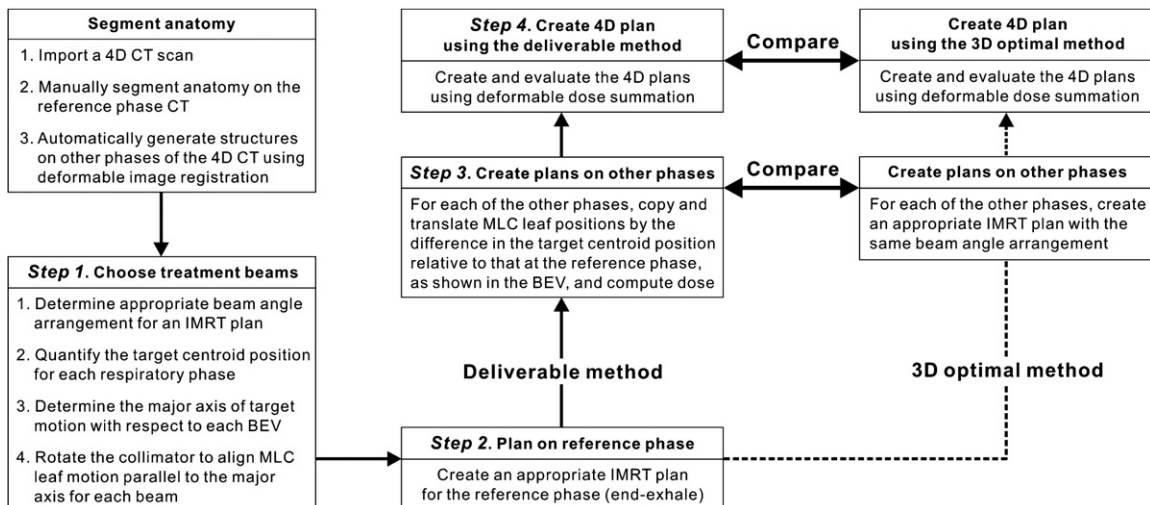 Segment anatomy
1. Import a 4D CT scan
2. Manually segment anatomy on the
reference phase CT
3. Automatically generate structures
on other phases of the 4D CT using
deformable image registration
Step 1. Choose treatment beams
1. Determine appropriate beam angle
arrangement for an IMRT plan
2. Quantify the target centroid position
for each respiratory phase
3. Determine the major axis of target
motion with respect to each BEV
4. Rotate the collimator to align MLC
leaf motion parallel to the major
axis for each beam
Step 2. Plan on reference phase
Create an appropriate IMRT plan
for the reference phase (end-exhale)
Deliverable method
Step 3. Create plans on other phases
For each of the other phases, copy and
translate MLC leaf positions by the
difference in the target centroid position
relative to that at the reference phase,
as shown in the BEV, and compute dose
Step 4. Create 4D plan
using the deliverable method
Create and evaluate the 4D plans
using deformable dose summation
Compare
Compare
3D optimal method
Create plans on other phases
For each of the other phases, create
an appropriate IMRT plan with the
same beam angle arrangement
Create 4D plan
using the 3D optimal method
Create and evaluate the 4D plans
using deformable dose summation